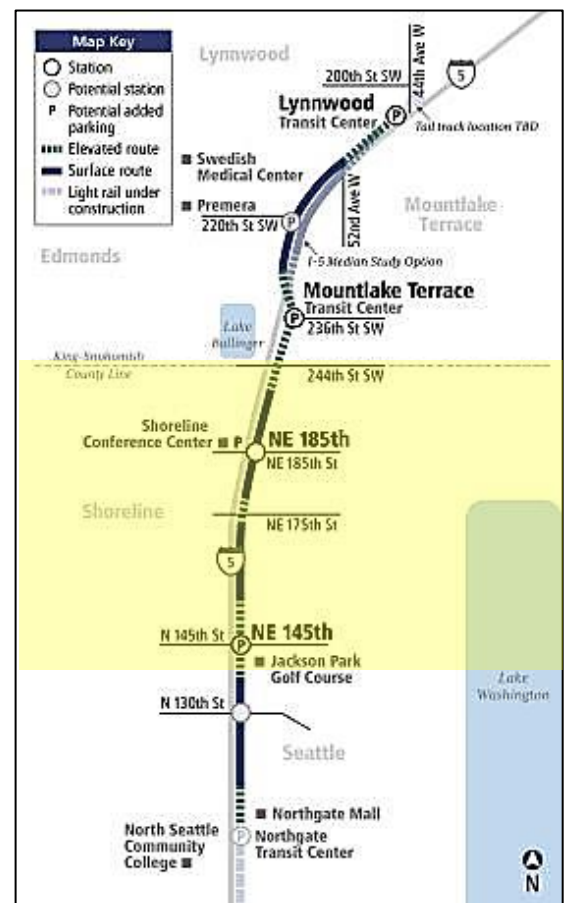 Map Key
Station
Potential station
P Potential added
parking
Elevated route
Surface route
Light rail under
construction
Lynnwood
200th St SW
44th Ave W
5
Lynnwood
Transit Center
P
Tail track location TBD
Swedish
Medical Center
Premera
220th St SW
P
52nd Ave W
Mountlake
Terrace
Edmonds
I-5 Median Study Option
Mountlake Terrace
Transit Center
P
236th St SW
Lake
Ballinger
King-Snohomish
County Line
244th St SW
Shoreline
Conference Center P
NE 185th
NE 185th St
Shoreline
NE 175th St
5
N 145th St
P
NE 145th
Jackson Park
Golf Course
Lake
Washington
N 130th St
Seattle
Northgate Mall
North Seattle
Community
College
P
Northgate
Transit Center
N